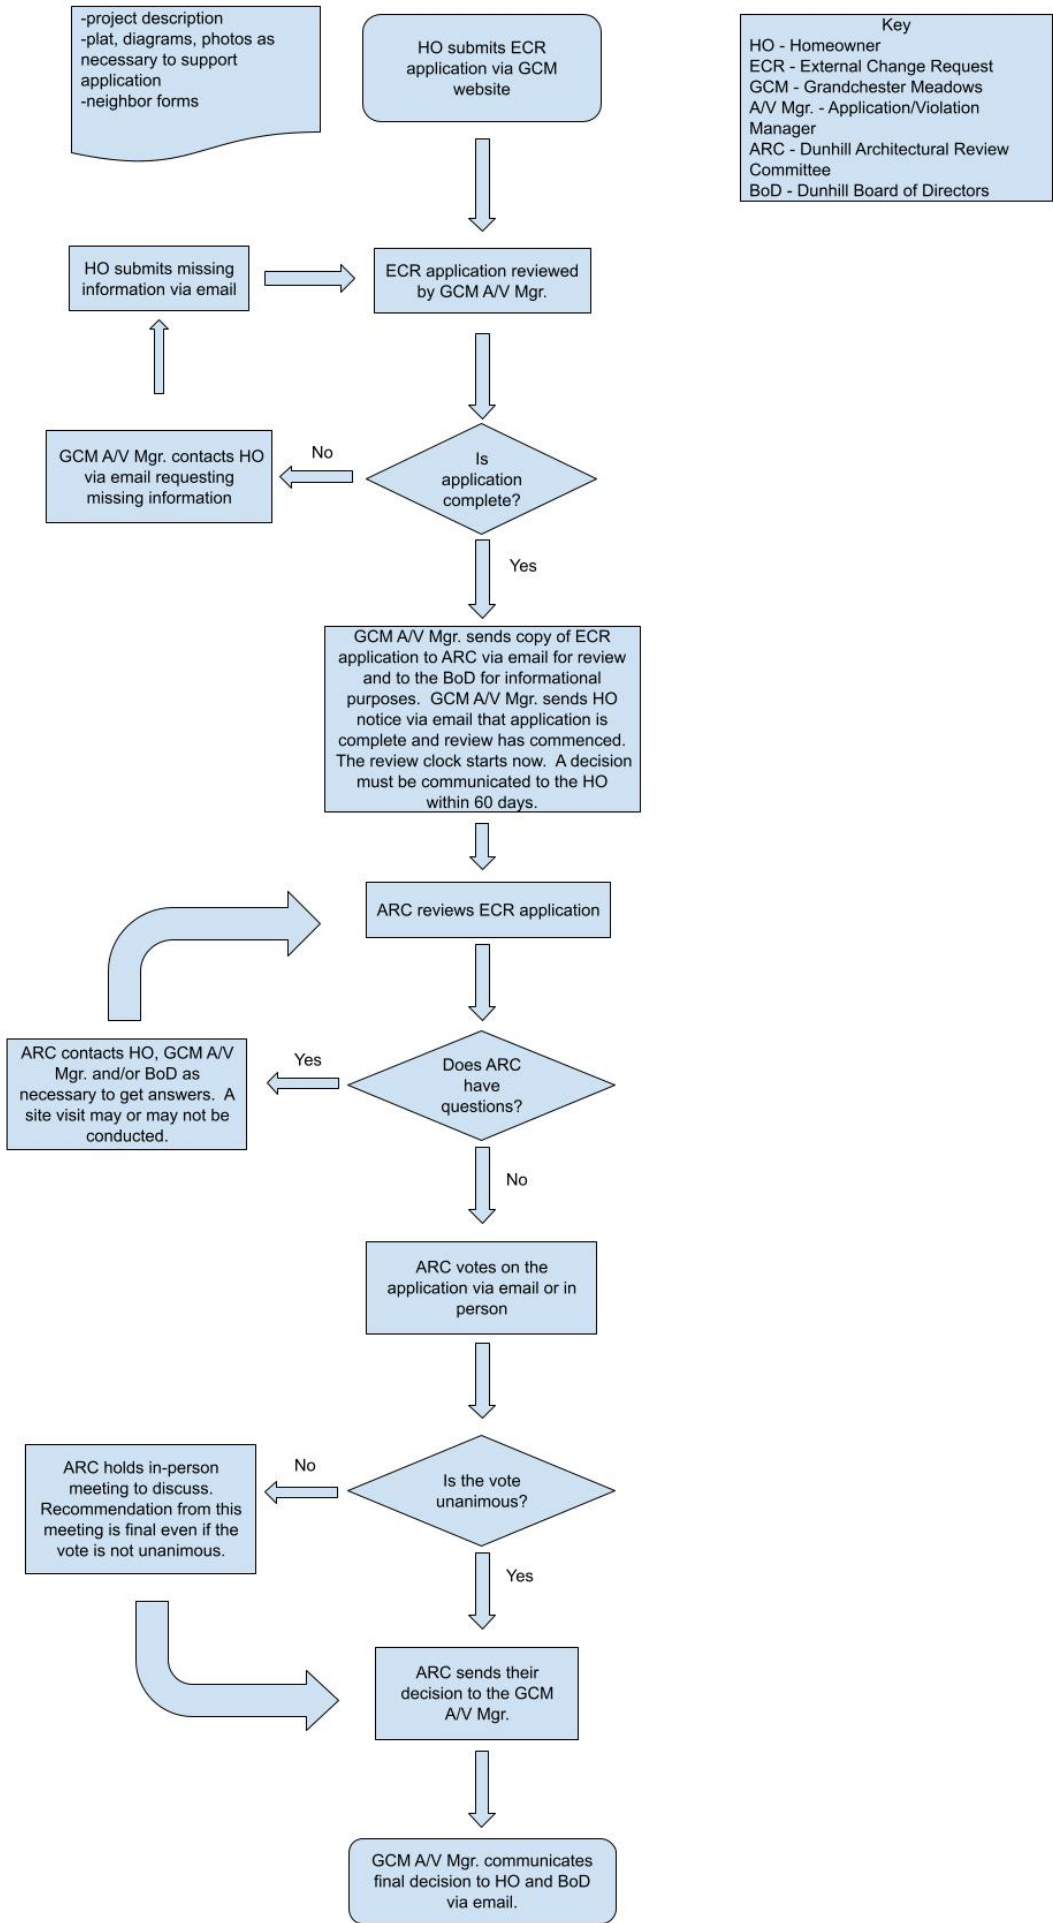 -project description
-plat, diagrams, photos as
necessary to support
application
-neighbor forms
HO submits ECR
application via GCM
website
Key
HO - Homeowner
ECR - External Change Request
GCM - Grandchester Meadows
A/V Mgr. - Application/Violation
Manager
ARC - Dunhill Architectural Review
Committee
BoD - Dunhill Board of Directors
HO submits missing
information via email
ECR application reviewed
by GCM A/V Mgr.
GCM A/V Mgr. contacts HO
via email requesting
missing information
No
Is
application
complete?
Yes
GCM A/V Mgr. sends copy of ECR
application to ARC via email for review
and to the BoD for informational
purposes.  GCM A/V Mgr. sends HO
notice via email that application is
complete and review has commenced.
The review clock starts now.  A decision
must be communicated to the HO
within 60 days.
ARC reviews ECR application
ARC contacts HO, GCM A/V
Mgr. and/or BoD as
necessary to get answers.  A
site visit may or may not be
conducted.
Yes
Does ARC
have
questions?
No
ARC votes on the
application via email or in
person
ARC holds in-person
meeting to discuss.
Recommendation from this
meeting is final even if the
vote is not unanimous.
No
Is the vote
unanimous?
Yes
ARC sends their
decision to the GCM
A/V Mgr.
GCM A/V Mgr. communicates
final decision to HO and BoD
via email.